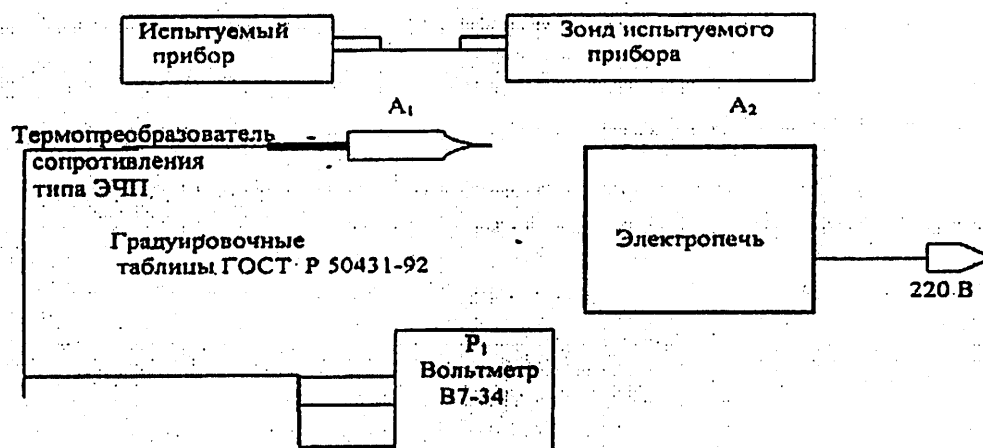 Испытуемый
прибор
Зонд испытуемого
прибора
A₁
A₂
Термопреобразователь
сопротивления
типа ЭЧП
Градуировочные
таблицы ГОСТ Р 50431-92
Электропечь
220 В
P₁
Вольтметр
В7-34